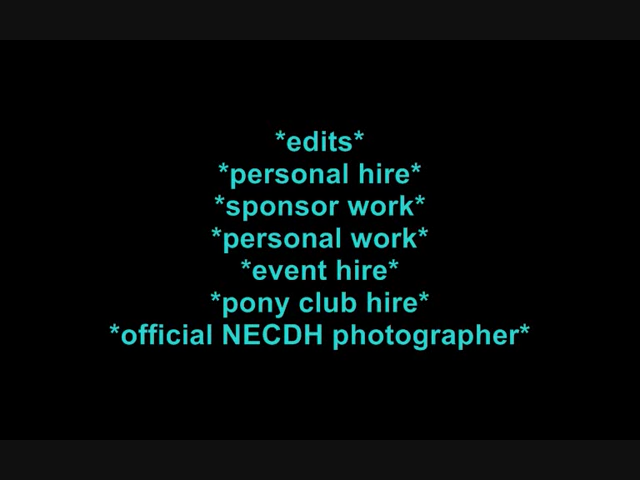 *edits*
*personal hire*
*sponsor work*
*personal work*
*event hire*
*pony club hire*
*official NECDH photographer*